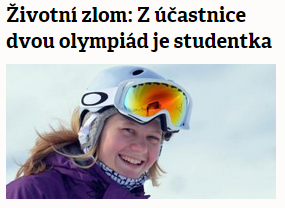 Životní zlom: Z účastnice
dvou olympiád je studentka